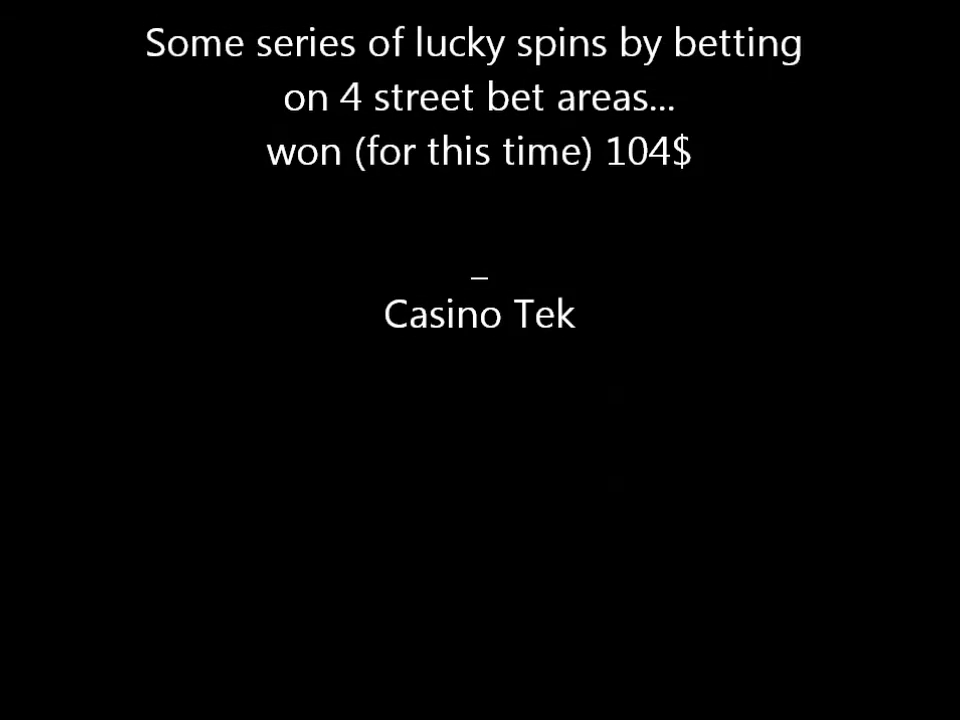 Some series of lucky spins by betting
on 4 street bet areas...
won (for this time) 104$
_
Casino Tek